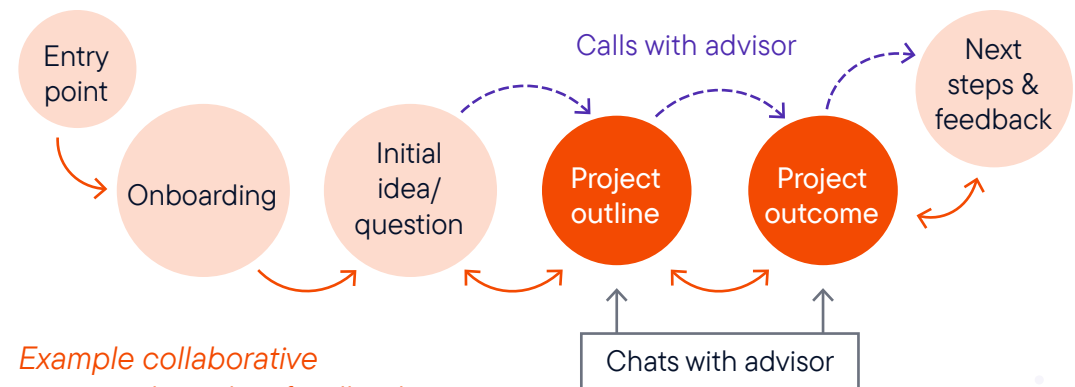 Entry
point
Onboarding
Initial
idea/
question
Calls with advisor
Project
outline
Project
outcome
Next
steps &
feedback
Chats with advisor
Example collaborative